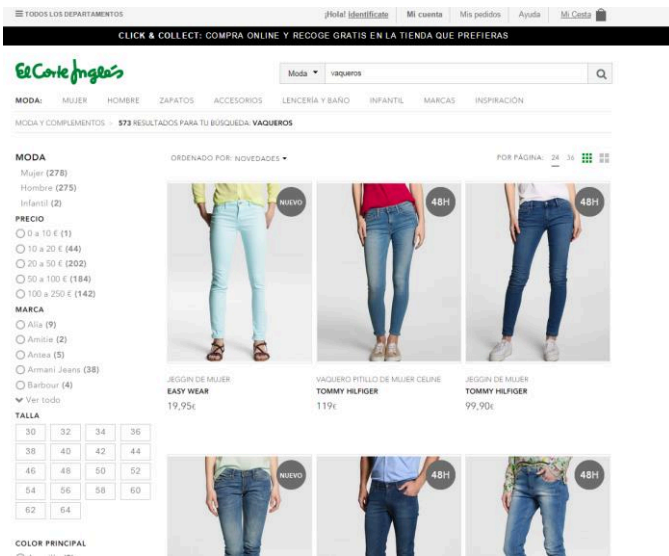 TODOS LOS DEPARTAMENTOS
¡Hola! Identifícate
Mi cuenta
Mis pedidos
Ayuda
Mi Cesta
CLICK & COLLECT: COMPRA ONLINE Y RECOGE GRATIS EN LA TIENDA QUE PREFIERAS
El Corte Inglés
Moda
vaqueros
MODA: MUJER HOMBRE ZAPATOS ACCESORIOS LENCERÍA Y BAÑO INFANTIL MARCAS INSPIRACIÓN
MODA Y COMPLEMENTOS - 573 RESULTADOS PARA TU BÚSQUEDA: VAQUEROS
MODA
Mujer (278)
Hombre (275)
Infantil (2)
PRECIO
0 a 10 € (1)
10 a 20 € (44)
20 a 50 € (202)
50 a 100 € (184)
100 a 250 € (142)
MARCA
Alía (9)
Amitié (2)
Antea (5)
Armani Jeans (38)
Barbour (4)
Ver todo
TALLA
30 32 34 36
38 40 42 44
46 48 50 52
54 56 58 60
62 64
COLOR PRINCIPAL
ORDENADO POR: NOVEDADES
POR PÁGINA: 24 36
NUEVO
48H
48H
JEGGIN DE MUJER
EASY WEAR
19,95€
VAQUERO PITILLO DE MUJER CELINE
TOMMY HILFIGER
119€
JEGGIN DE MUJER
TOMMY HILFIGER
99,90€
NUEVO
48H
48H